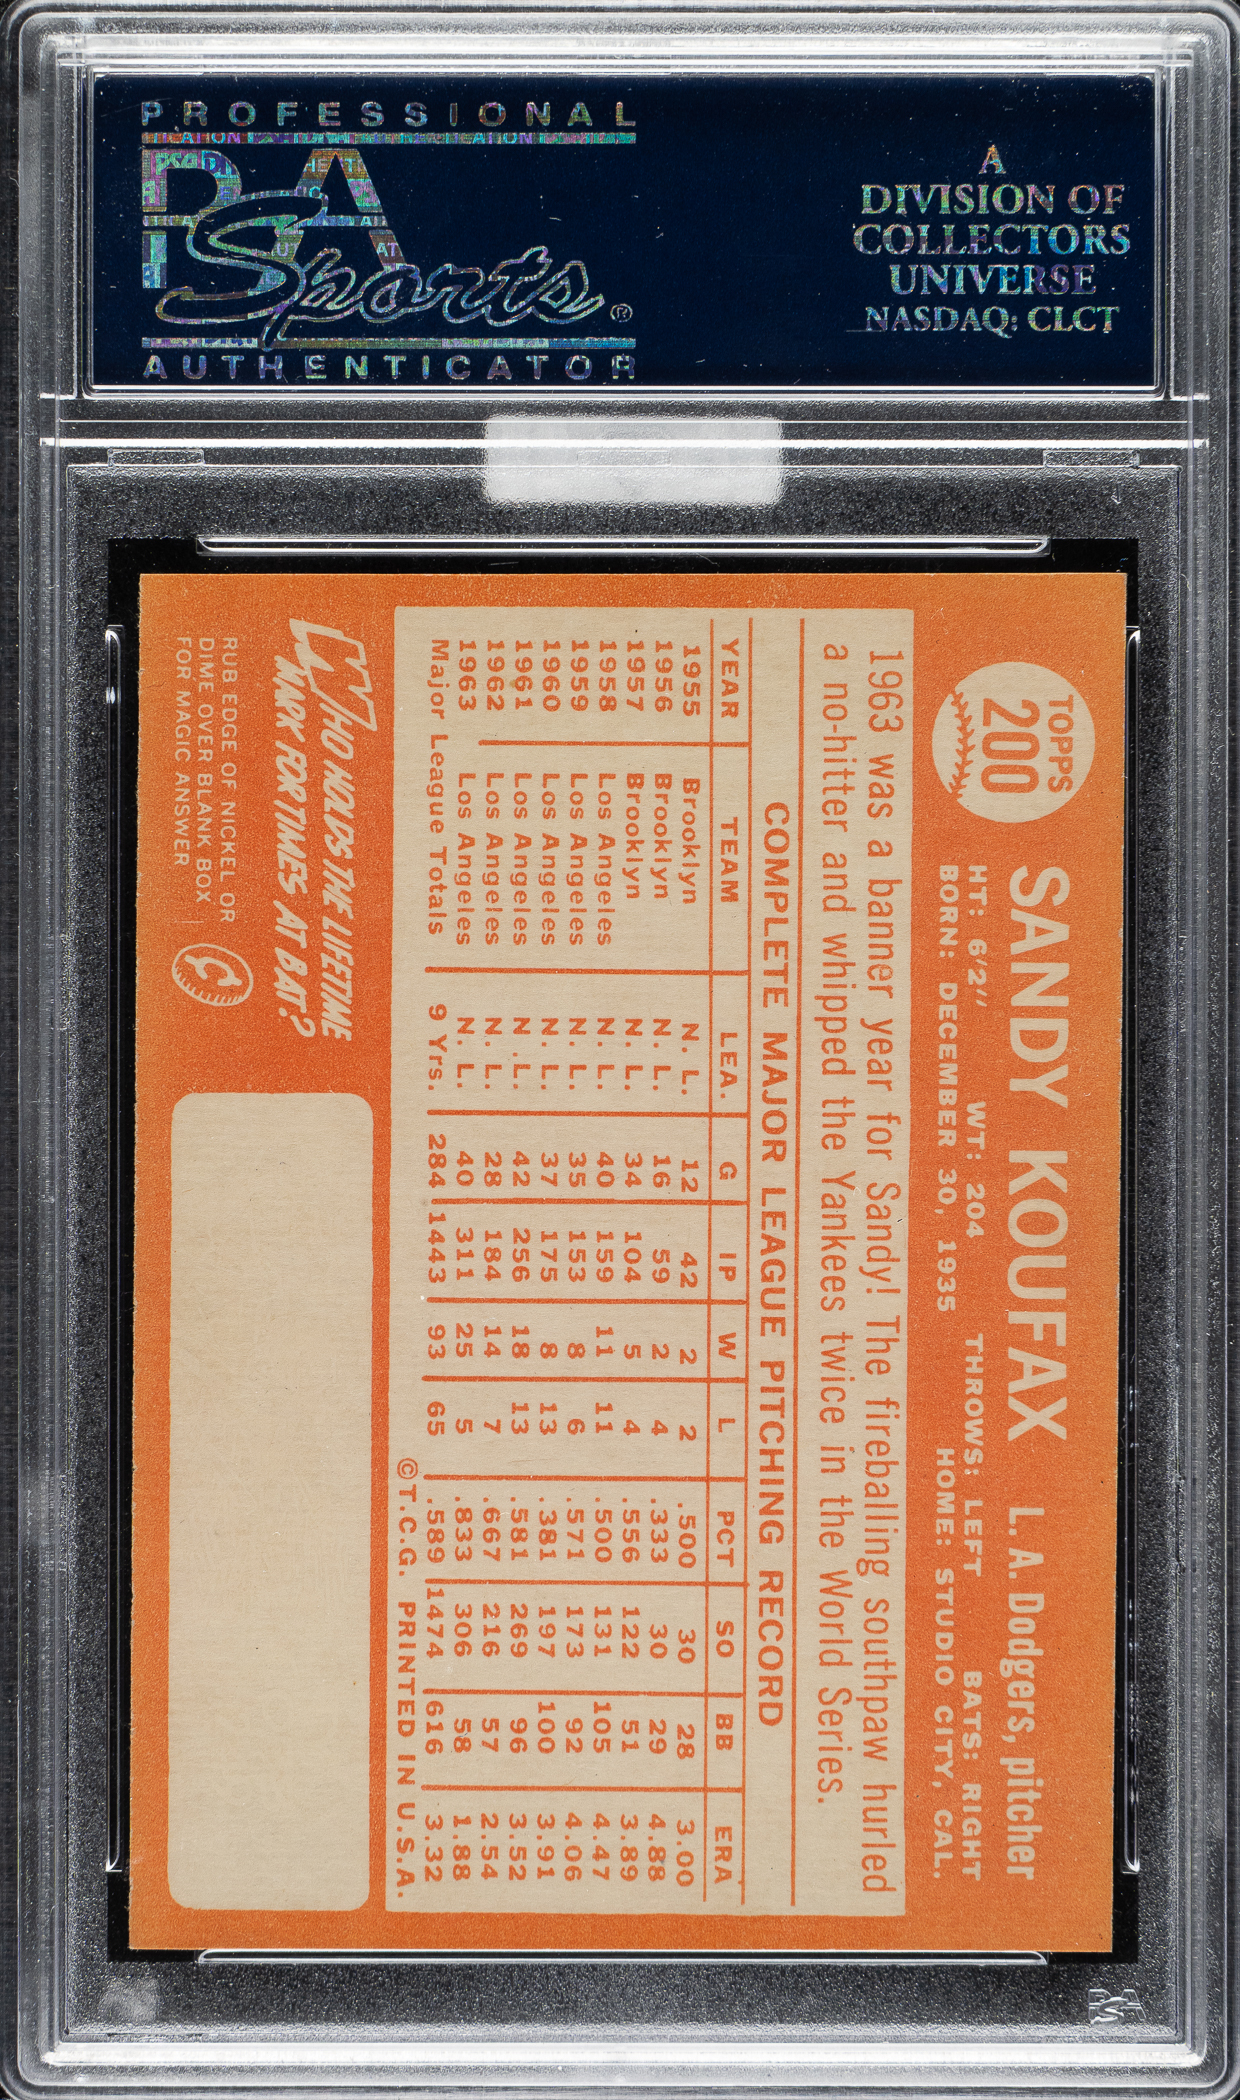 PROFESSIONAL
PSA
Sports®
AUTHENTICATOR
A
DIVISION OF
COLLECTORS
UNIVERSE
NASDAQ: CLCT
TOPPS
200
SANDY KOUFAX L. A. Dodgers, pitcher
HT: 6'2" WT: 204 THROWS: LEFT BATS: RIGHT
BORN: DECEMBER 30, 1935 HOME: STUDIO CITY, CAL.
1963 was a banner year for Sandy! The fireballing southpaw hurled
a no-hitter and whipped the Yankees twice in the World Series.
COMPLETE MAJOR LEAGUE PITCHING RECORD
YEAR TEAM LEA. G IP W L PCT SO BB ERA
1955 Brooklyn N. L. 12 42 2 2 .500 30 28 3.00
1956 Brooklyn N. L. 16 59 2 4 .333 30 29 4.88
1957 Brooklyn N. L. 34 104 5 4 .556 122 51 3.89
1958 Los Angeles N. L. 40 159 11 11 .500 131 105 4.47
1959 Los Angeles N. L. 35 153 8 6 .571 173 92 4.06
1960 Los Angeles N. L. 37 175 8 13 .381 197 100 3.91
1961 Los Angeles N. L. 42 256 18 13 .581 269 96 3.52
1962 Los Angeles N. L. 28 184 14 7 .667 216 57 2.54
1963 Los Angeles N. L. 40 311 25 5 .833 306 58 1.88
Major League Totals 9 Yrs. 284 1443 93 65 .589 1474 616 3.32
©T.C.G. PRINTED IN U.S.A.
WHO HOLDS THE LIFETIME
MARK FOR TIMES AT BAT?
RUB EDGE OF NICKEL OR
DIME OVER BLANK BOX
FOR MAGIC ANSWER
PSA